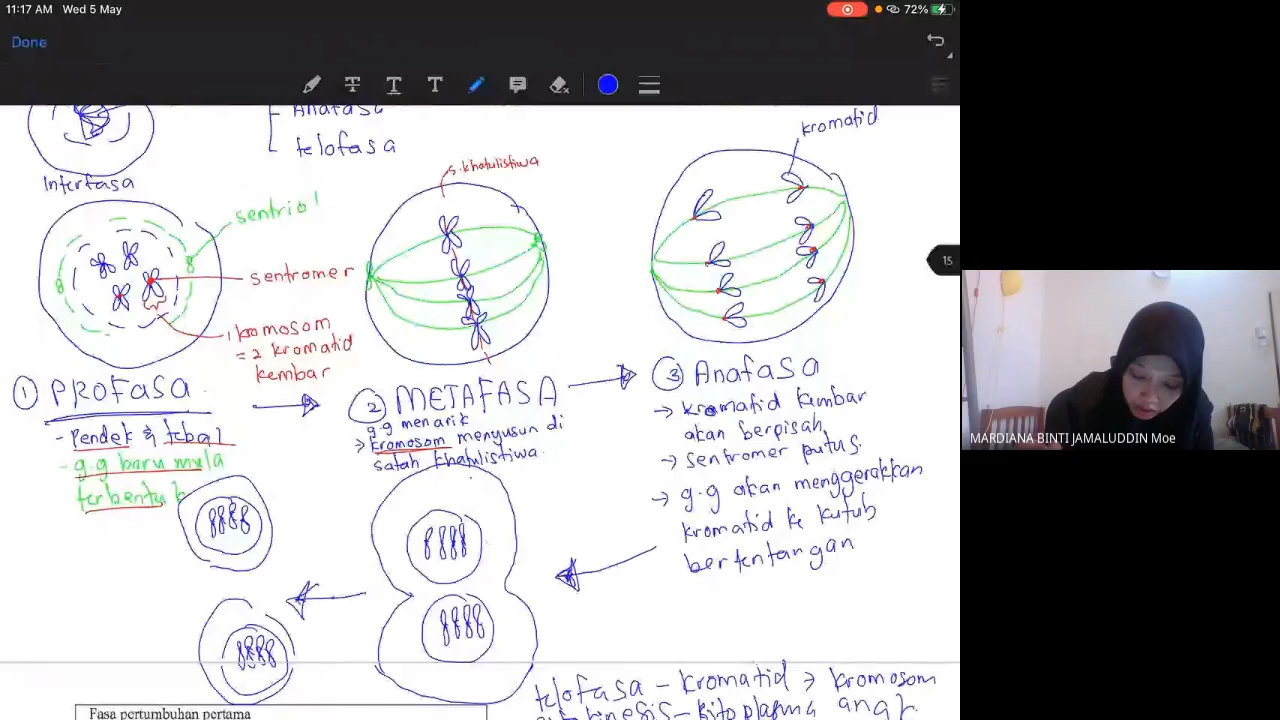 11:17 AM Wed 5 May
72%
Done
Anafasa
telofasa
Interfasa
sentriol
sentromer
1 kromosom
= 2 kromatid
kembar
s.khatulistiwa
kromatid
15
① PROFASA
- pendek & tebal
- g.g baru mula
terbentuk
② METAFASA
g.g menarik
→ kromosom menyusun di
satah khatulistiwa.
③ Anafasa
→ kromatid kembar
akan berpisah
→ sentromer putus.
→ g.g akan menggerakkan
kromatid ke kutub
bertentangan
telofasa - kromatid → kromosom
Fasa pertumbuhan pertama
MARDIANA BINTI JAMALUDDIN Moe